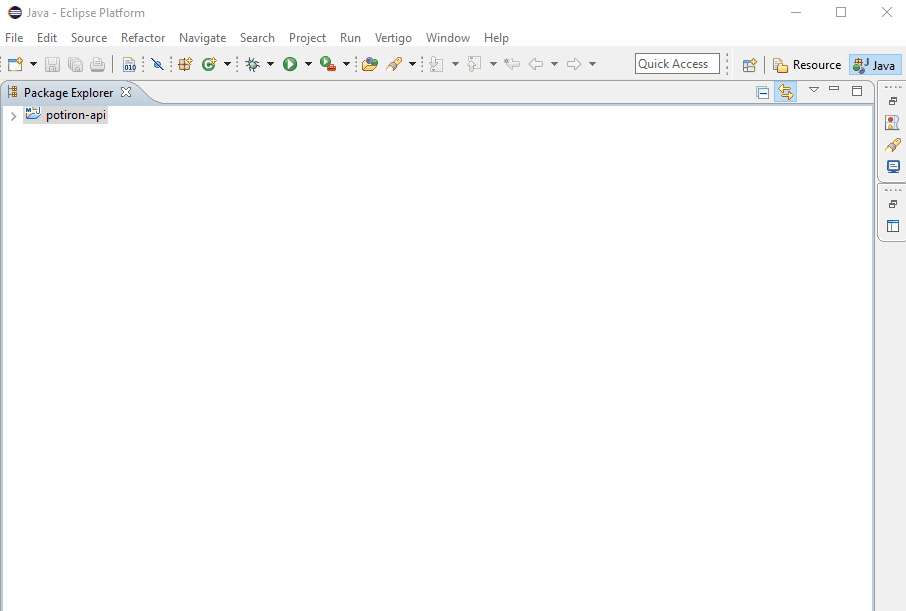 Java - Eclipse Platform
File Edit Source Refactor Navigate Search Project Run Vertigo Window Help
010 Quick Access Resource Java
Package Explorer
potiron-api